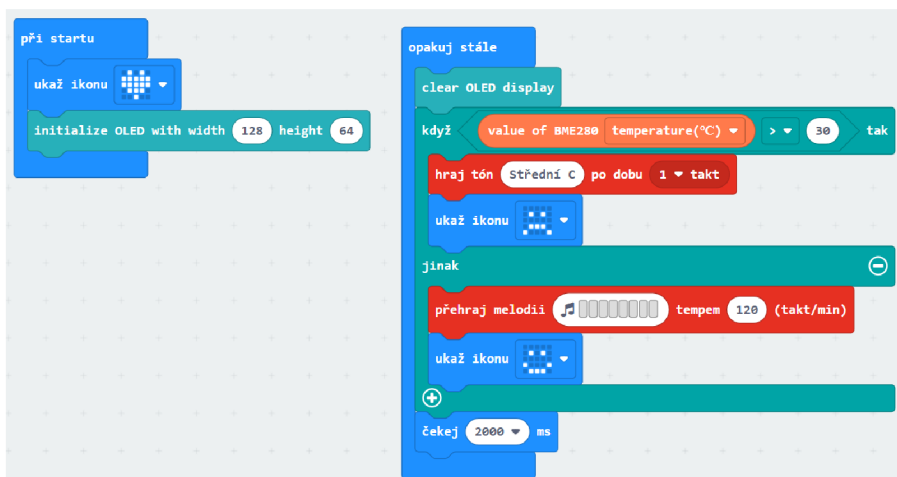 při startu
ukaž ikonu
initialize OLED with width 128 height 64
opakuj stále
clear OLED display
když value of BME280 temperature(℃) > 30 tak
hraj tón Střední C po dobu 1 takt
ukaž ikonu
jinak
přehraj melodii tempem 120 (takt/min)
ukaž ikonu
čekej 2000 ms